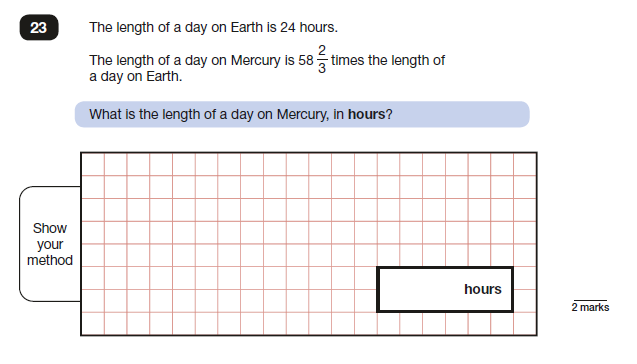 23
The length of a day on Earth is 24 hours.
The length of a day on Mercury is 58 2/3 times the length of
a day on Earth.
What is the length of a day on Mercury, in hours?
Show
your
method
hours
2 marks